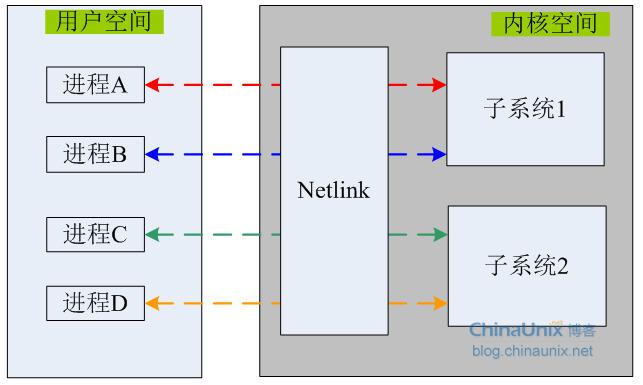 用户空间
内核空间
进程A
进程B
进程C
进程D
Netlink
子系统1
子系统2
ChinaUnix 博客
blog.chinaunix.net